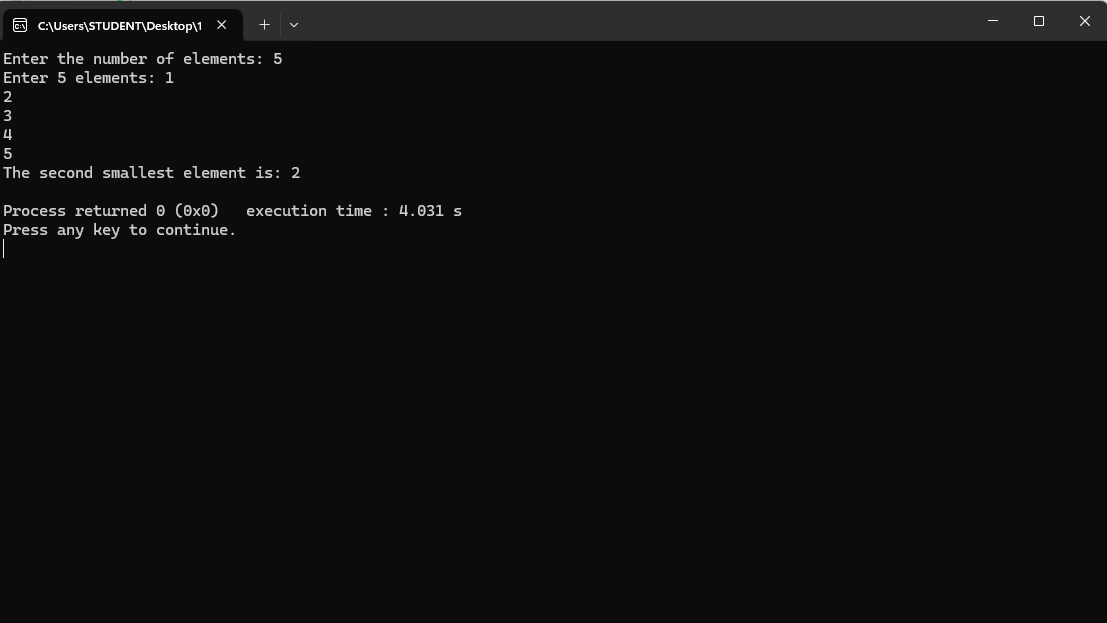 C:\Users\STUDENT\Desktop\1
Enter the number of elements: 5
Enter 5 elements: 1
2
3
4
5
The second smallest element is: 2
Process returned 0 (0x0)   execution time : 4.031 s
Press any key to continue.